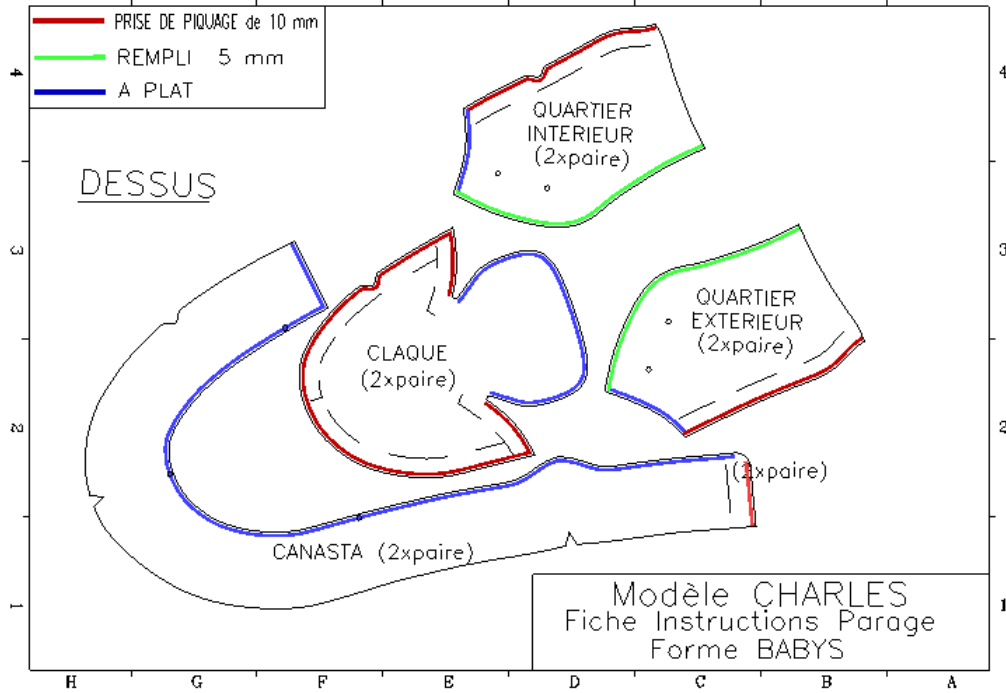 PRISE DE PIQUAGE de 10 mm
REMPLI 5 mm
A PLAT
4
4
QUARTIER
INTERIEUR
(2xpaire)
DESSUS
3
3
QUARTIER
EXTERIEUR
(2xpaire)
CLAQUE
(2xpaire)
2
2
(2xpaire)
CANASTA (2xpaire)
Modèle CHARLES
Fiche Instructions Parage
Forme BABYS
1
1
H G F E D C B A